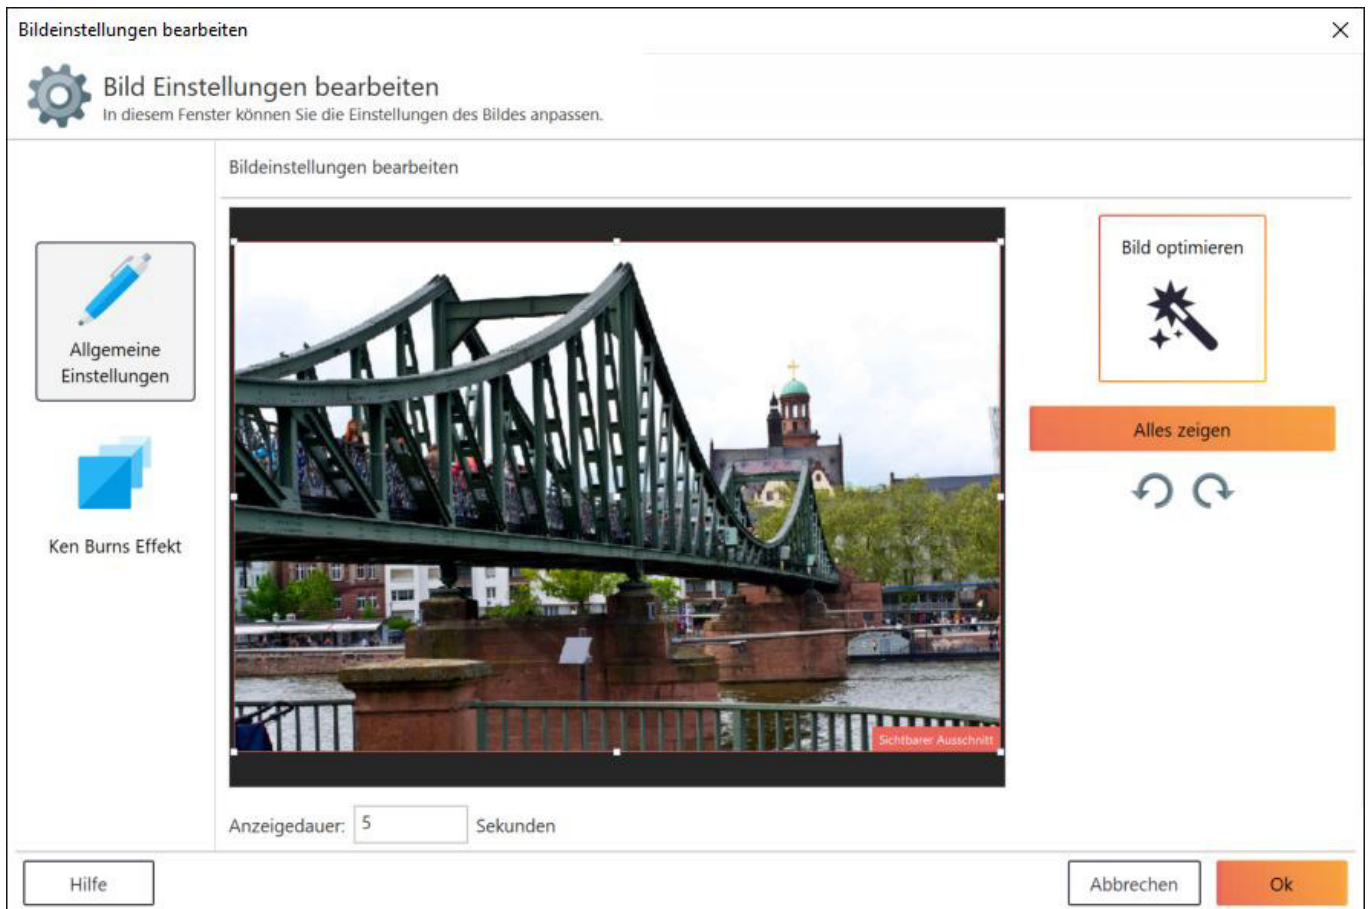 Bildeinstellungen bearbeiten
Bild Einstellungen bearbeiten
In diesem Fenster können Sie die Einstellungen des Bildes anpassen.
Bildeinstellungen bearbeiten
Allgemeine
Einstellungen
Ken Burns Effekt
Bild optimieren
Alles zeigen
Sichtbarer Ausschnitt
Anzeigedauer: 5 Sekunden
Hilfe
Abbrechen
Ok